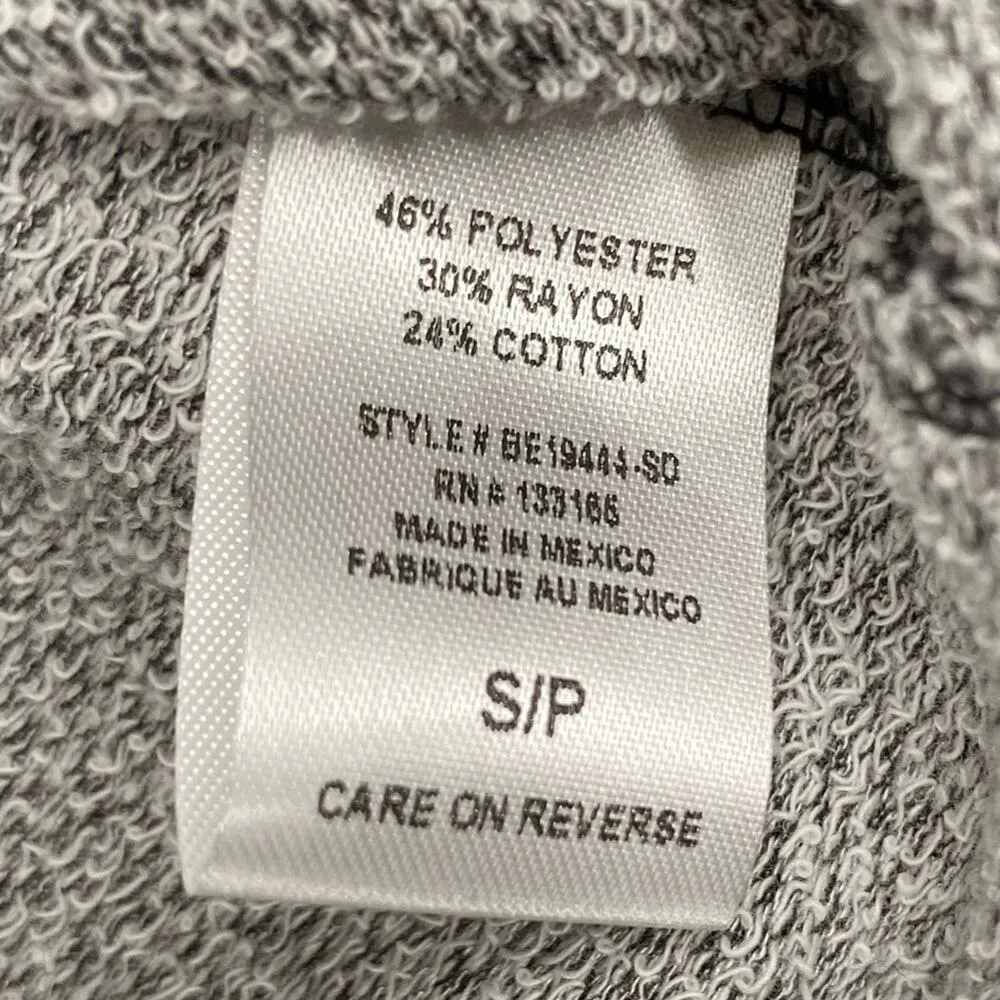 46% POLYESTER
30% RAYON
24% COTTON
STYLE # BE19444-SD
RN # 133166
MADE IN MEXICO
FABRIQUE AU MEXICO
S/P
CARE ON REVERSE